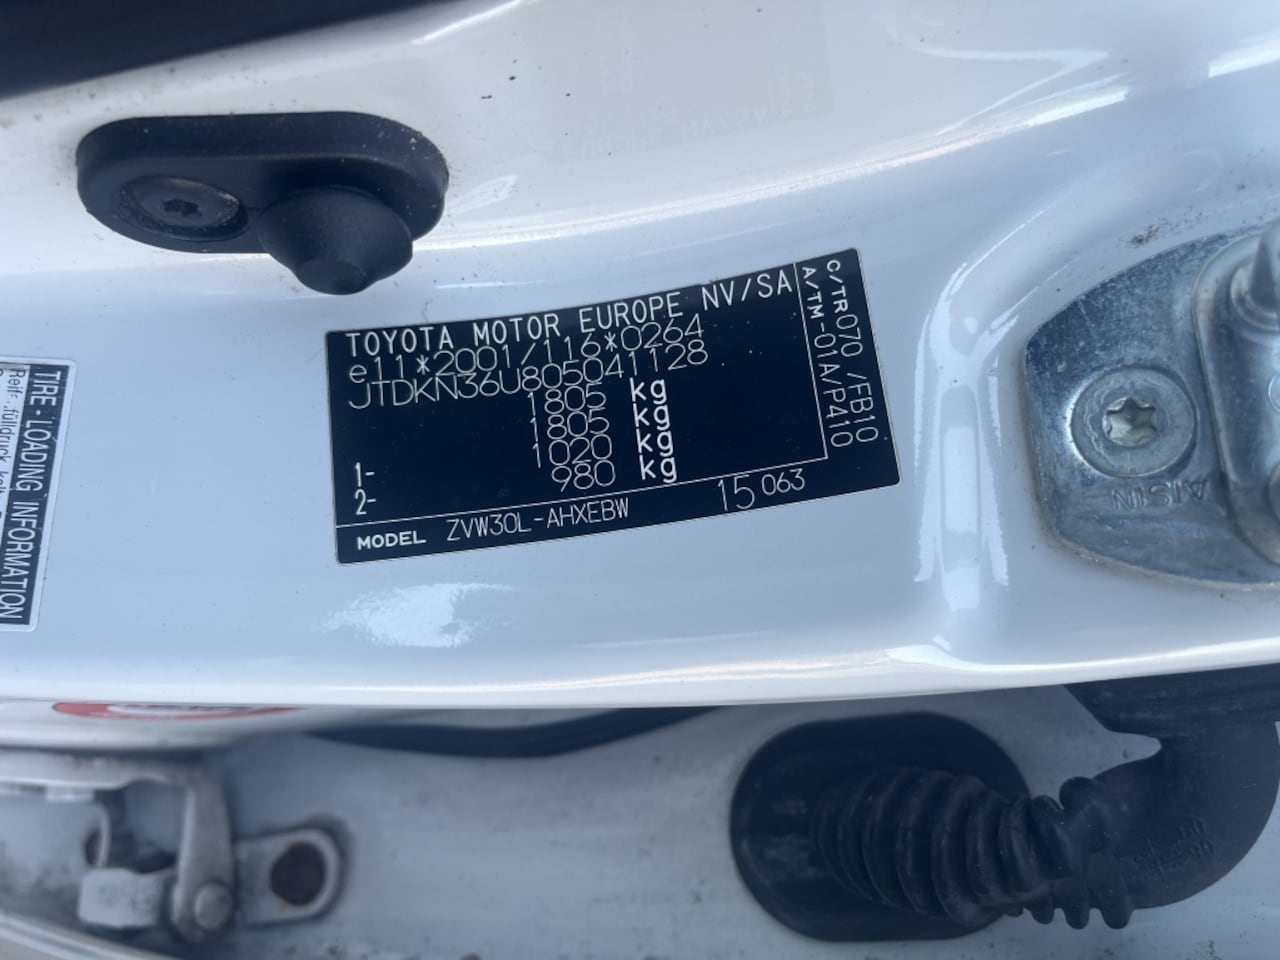 TOYOTA MOTOR EUROPE NV/SA
e11*2001/116*0264
JTDKN36U805041128
1805 kg
1805 kg
1- 1020 kg
2- 980 kg
MODEL ZVW30L-AHXEBW 15 063
C/TR070 /FB10
A/TM-01A/P410
TIRE-LOADING INFORMATION
AISIN